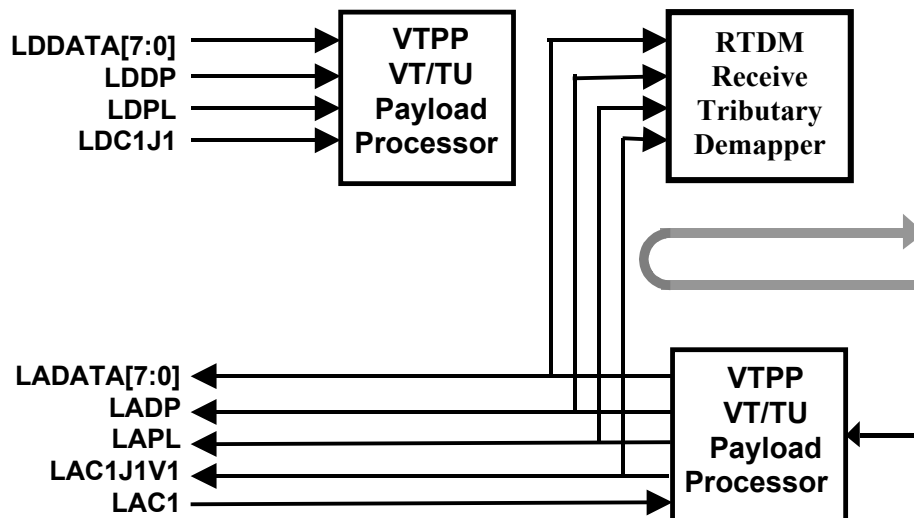 LDDATA[7:0]
LDDP
LDPL
LDC1J1
VTPP
VT/TU
Payload
Processor
RTDM
Receive
Tributary
Demapper
LADATA[7:0]
LADP
LAPL
LAC1J1V1
LAC1
VTPP
VT/TU
Payload
Processor